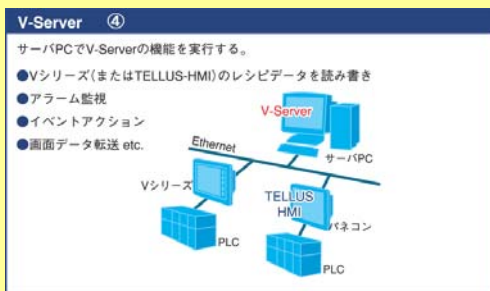 V-Server ④
サーバPCでV-Serverの機能を実行する。
●Vシリーズ(またはTELLUS-HMI)のレシピデータを読み書き
●アラーム監視
●イベントアクション
●画面データ転送 etc.
V-Server
Ethernet
サーバPC
Vシリーズ
TELLUS
HMI
パネコン
PLC
PLC